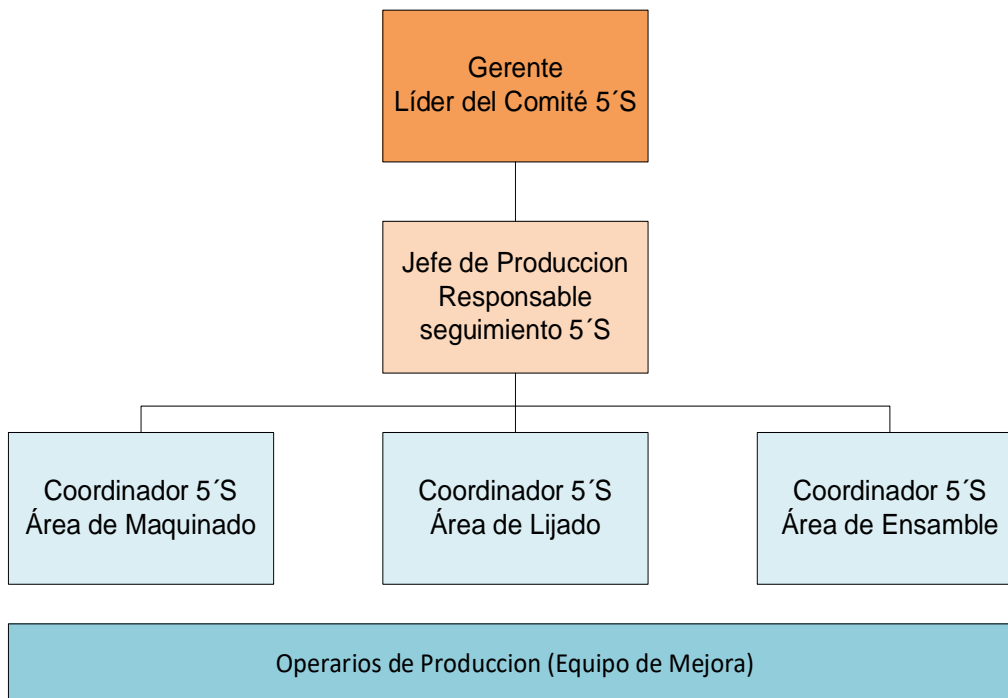 Gerente
Líder del Comité 5´S
Jefe de Produccion
Responsable
seguimiento 5´S
Coordinador 5´S
Área de Maquinado
Coordinador 5´S
Área de Lijado
Coordinador 5´S
Área de Ensamble
Operarios de Produccion (Equipo de Mejora)